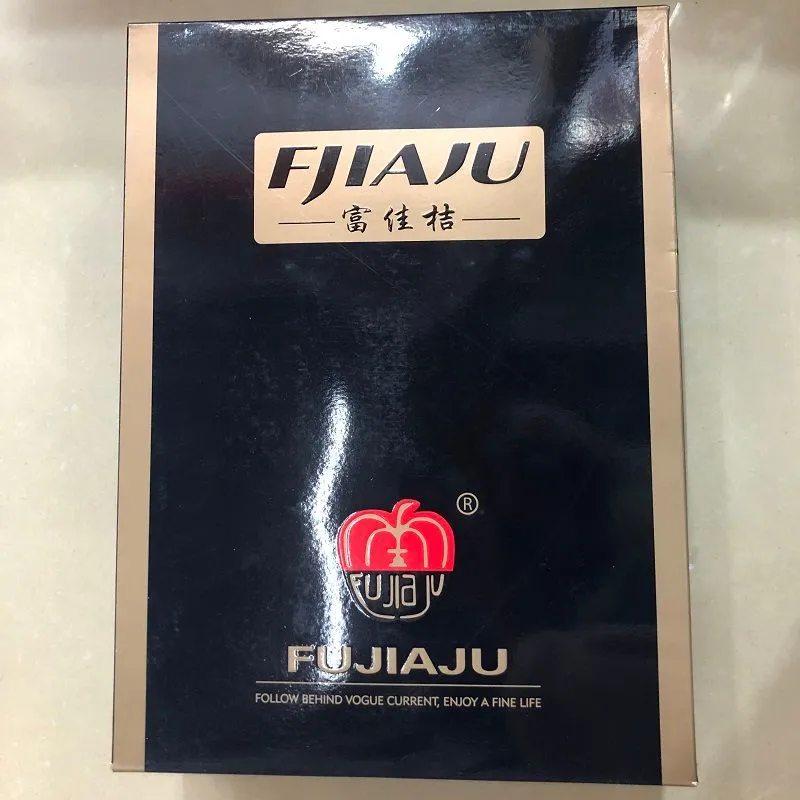 FJIAJU
富佳桔
®
FUJIAJU
FUJIAJU
FOLLOW BEHIND VOGUE CURRENT, ENJOY A FINE LIFE